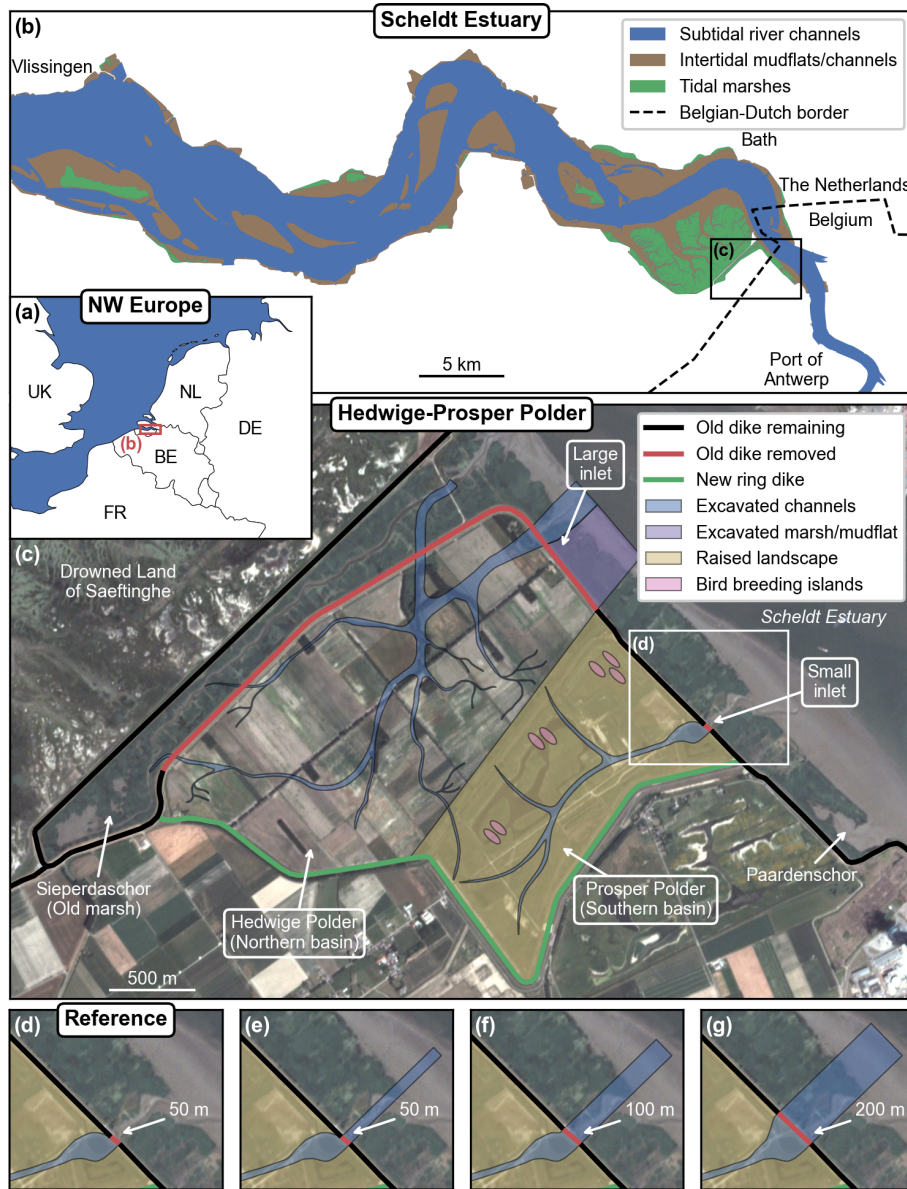 (b)
Scheldt Estuary
Vlissingen
Subtidal river channels
Intertidal mudflats/channels
Tidal marshes
Belgian-Dutch border
Bath
The Netherlands
Belgium
(c)
5 km
Port of
Antwerp
(a)
NW Europe
UK
NL
DE
(b)
BE
FR
Hedwige-Prosper Polder
(c)
Large
inlet
Old dike remaining
Old dike removed
New ring dike
Excavated channels
Excavated marsh/mudflat
Raised landscape
Bird breeding islands
Drowned Land
of Saeftinghe
Scheldt Estuary
(d)
Small
inlet
Sieperdaschor
(Old marsh)
Hedwige Polder
(Northern basin)
Prosper Polder
(Southern basin)
Paardenschor
500 m
(d)
Reference
50 m
(e)
50 m
(f)
100 m
(g)
200 m